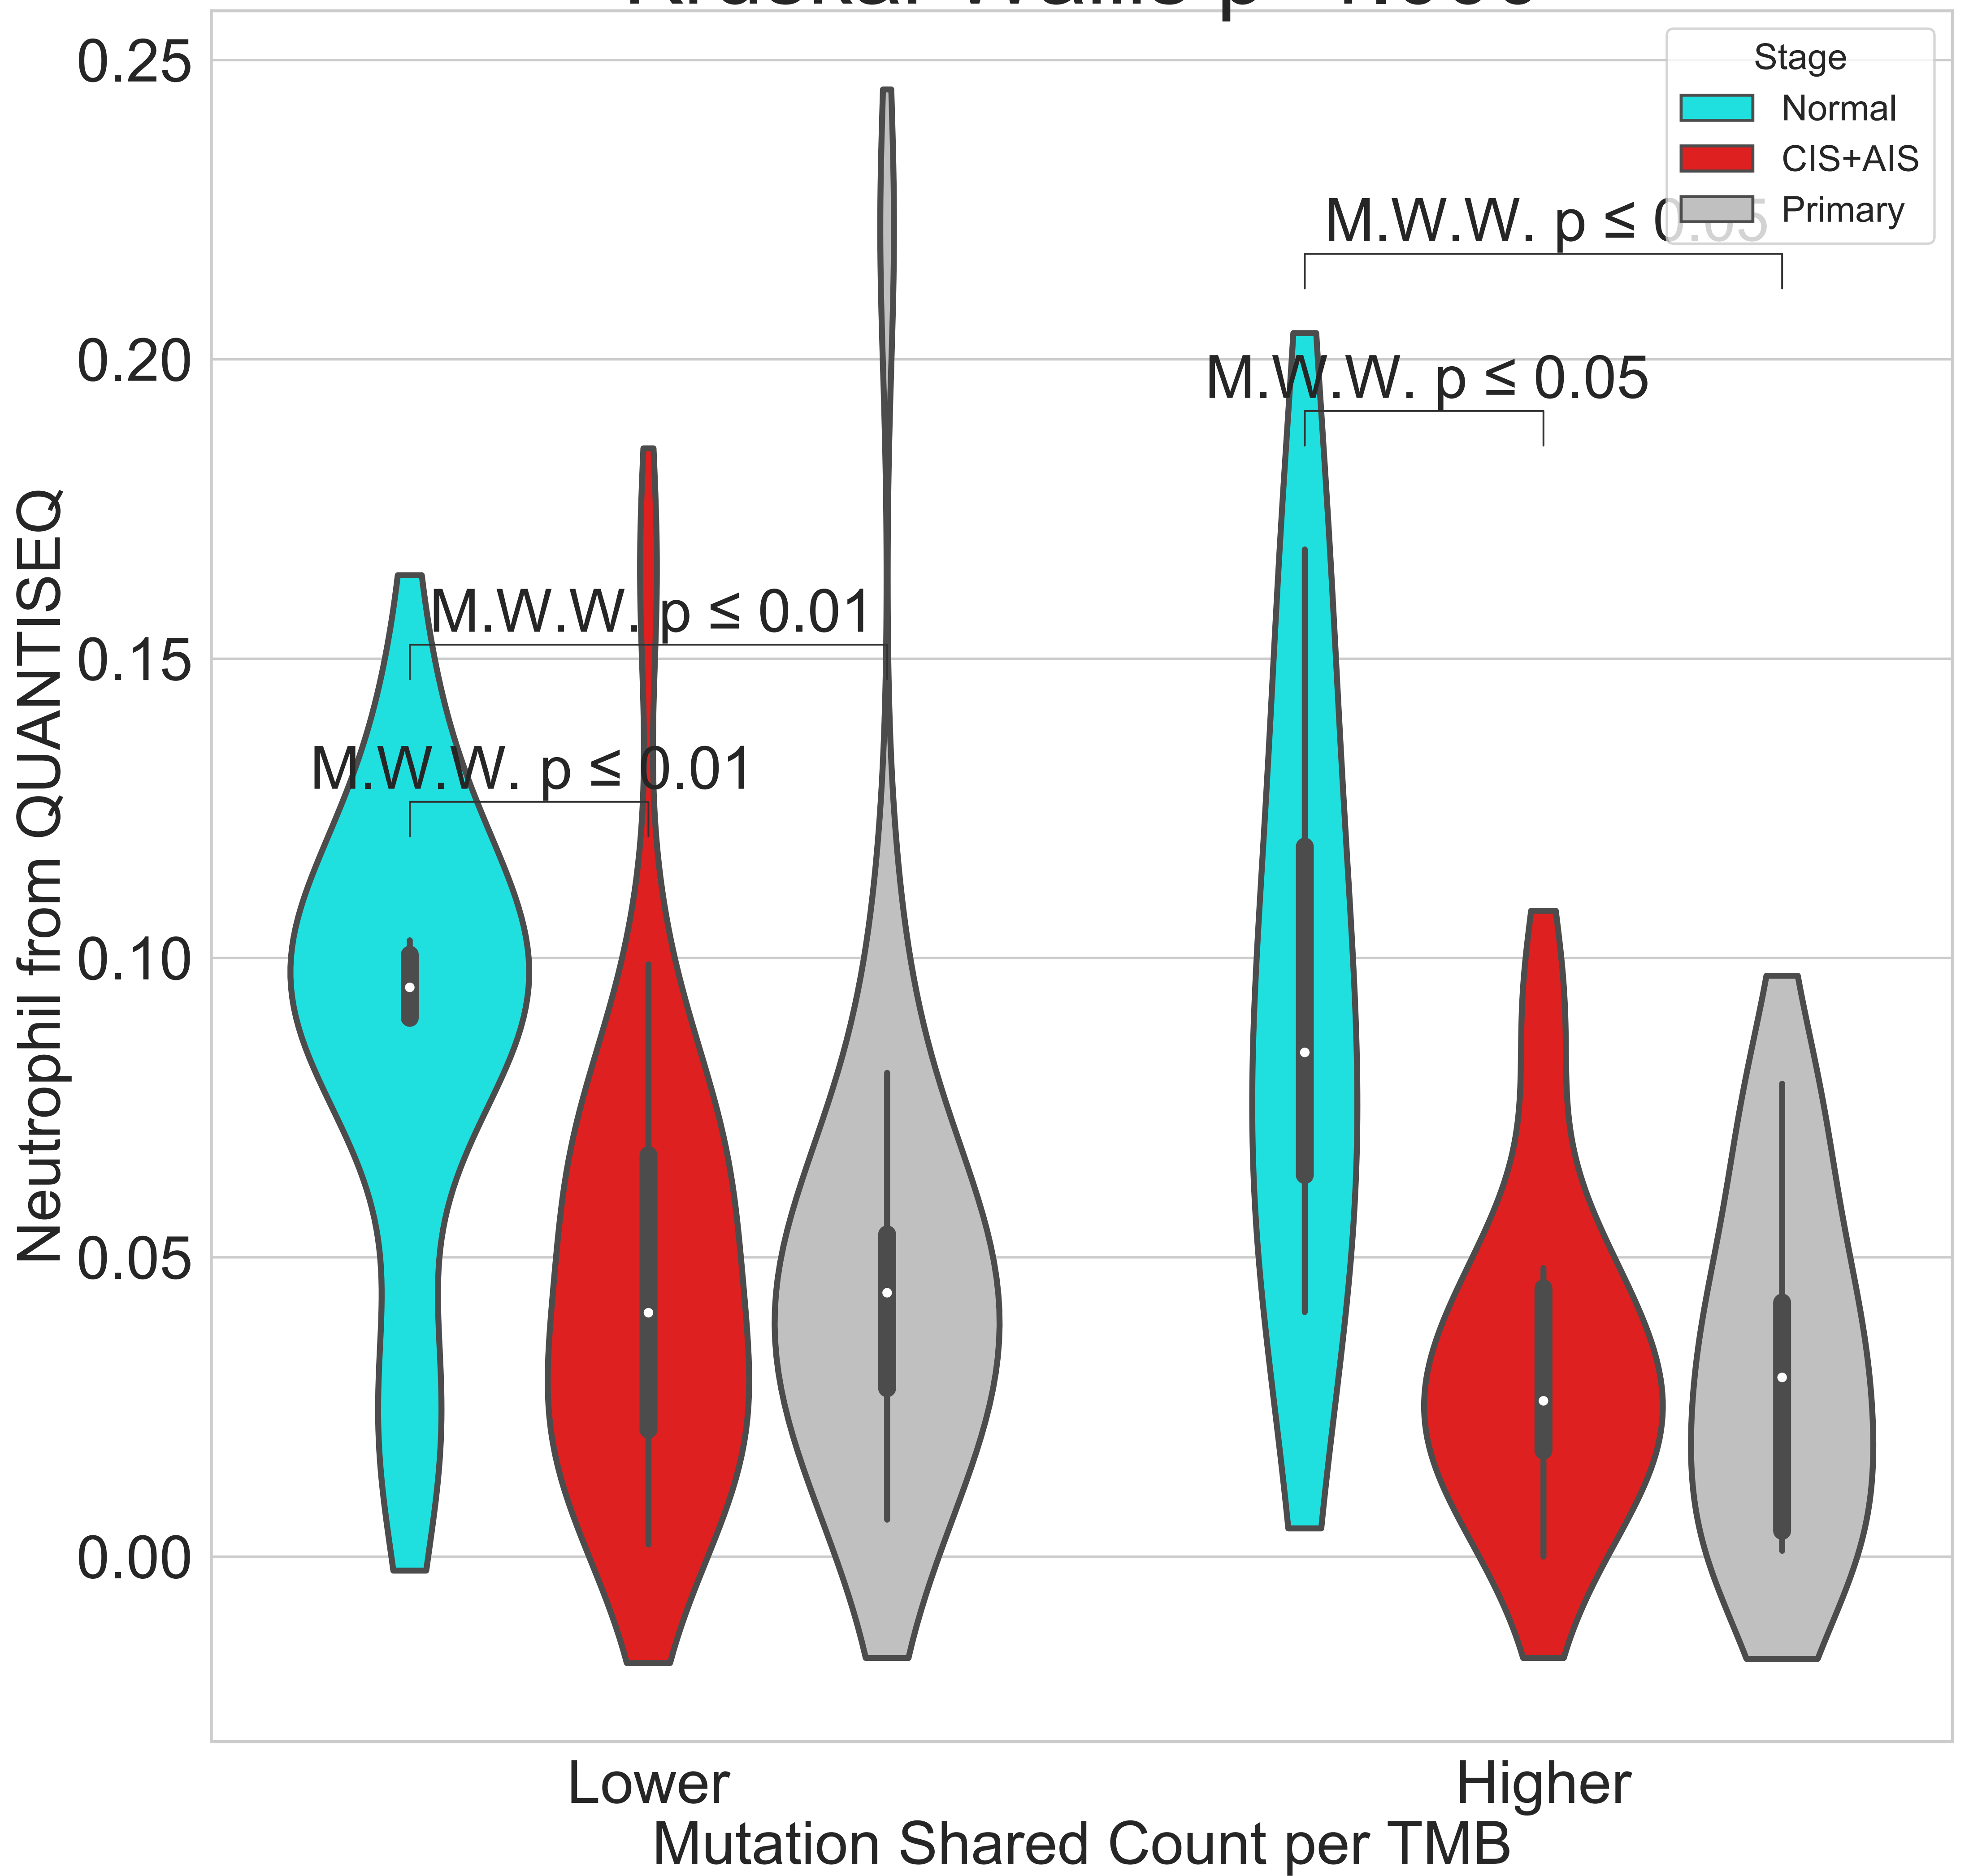 0.25
0.20
0.15
0.10
0.05
0.00
Neutrophil from QUANTISEQ
Stage
Normal
CIS+AIS
Primary
M.W.W. p ≤ 0.05
M.W.W. p ≤ 0.05
M.W.W. p ≤ 0.01
M.W.W. p ≤ 0.01
Lower
Higher
Mutation Shared Count per TMB